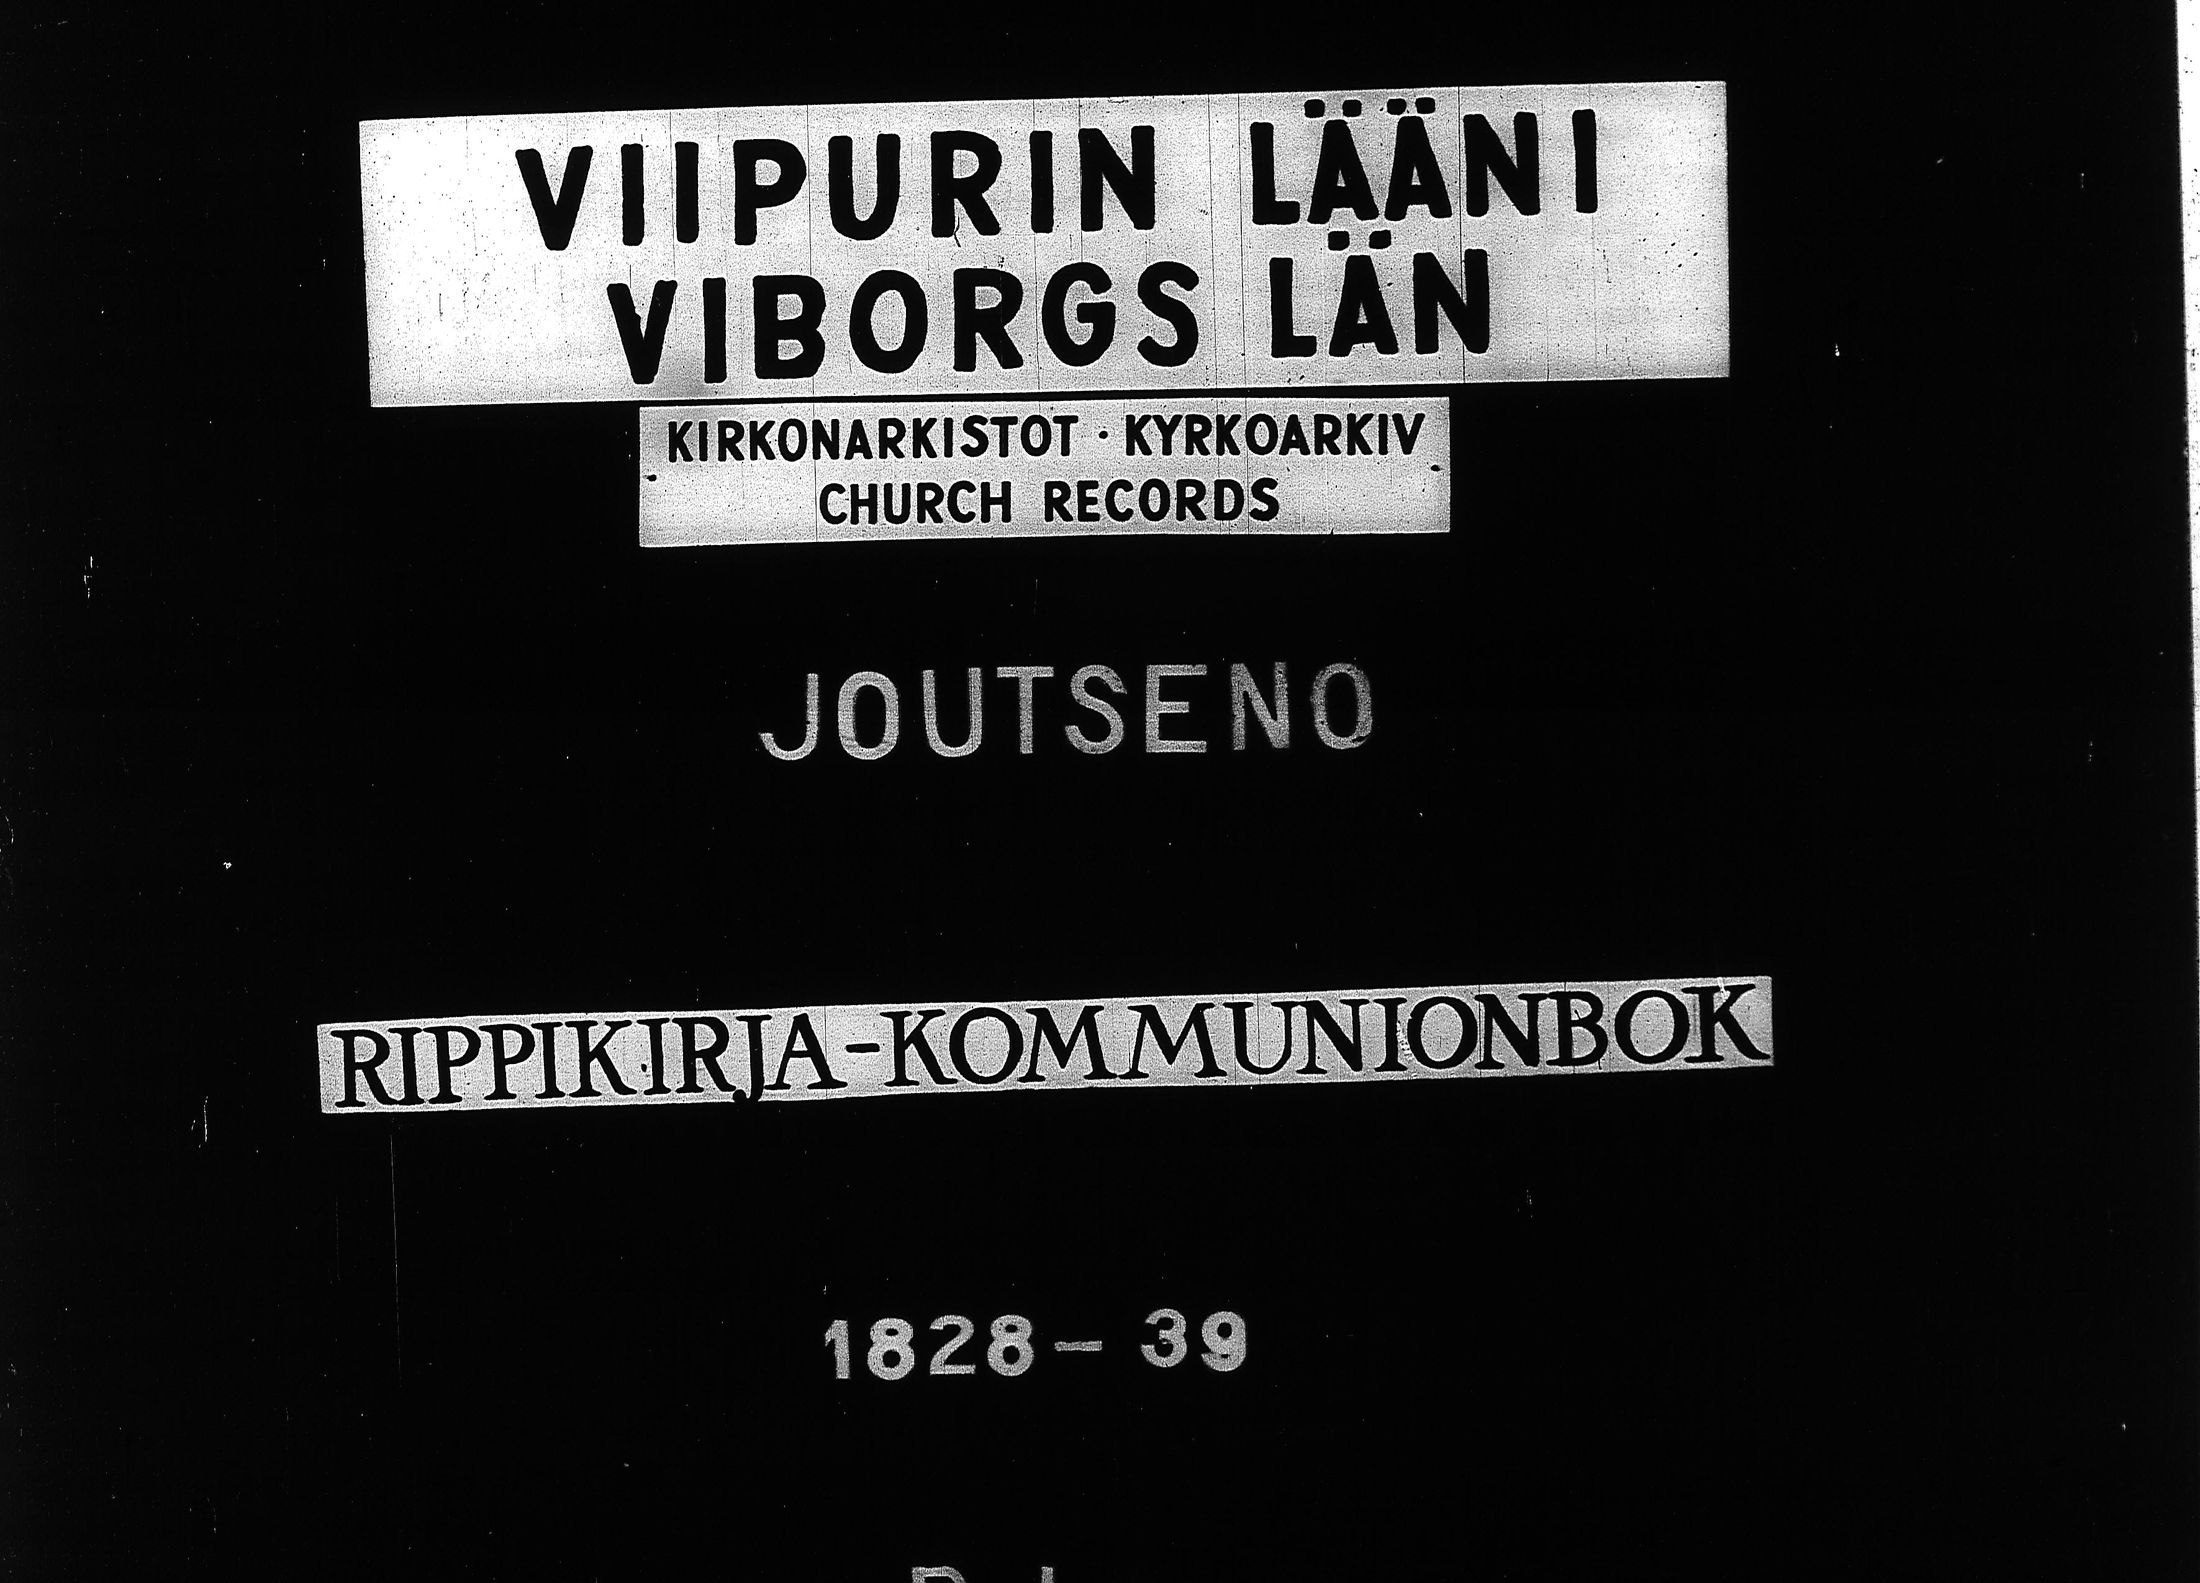 VIIPURIN LÄÄNI
VIBORGS LÄN
KIRKONARKISTOT · KYRKOARKIV
CHURCH RECORDS
JOUTSENO
RIPPIKIRJA-KOMMUNIONBOK
1828-39